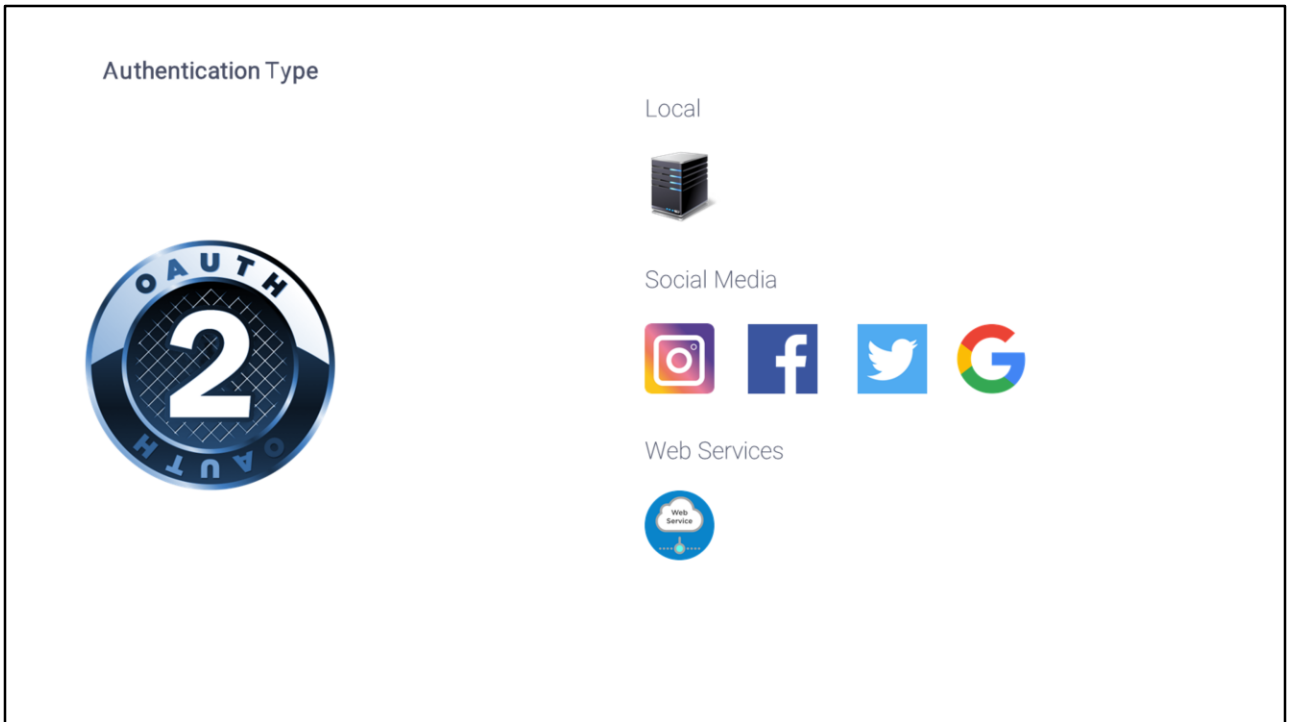 Authentication Type
Local
OAUTH
2
OAUTH
Social Media
Web Services
Web
Service